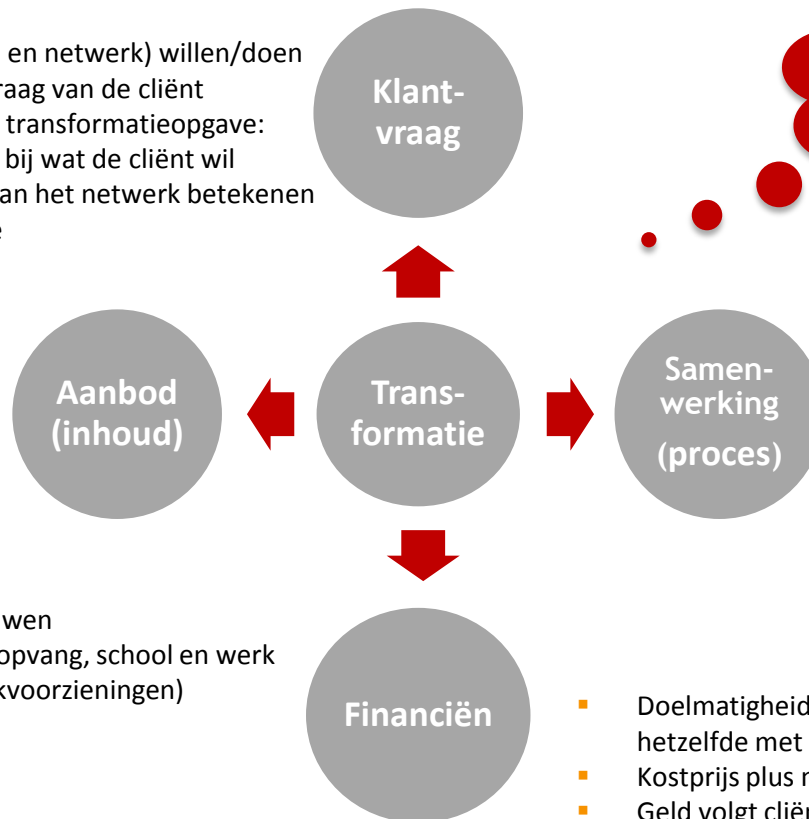 en netwerk) willen/doen
raag van de cliënt
transformatieopgave:
bij wat de cliënt wil
an het netwerk betekenen
Klant-
vraag
Aanbod
(inhoud)
Trans-
formatie
Samen-
werking
(proces)
wen
opvang, school en werk
kvoorzieningen)
Financiën
Doelmatigheid
hetzelfde met
Kostprijs plus
Geld volgt